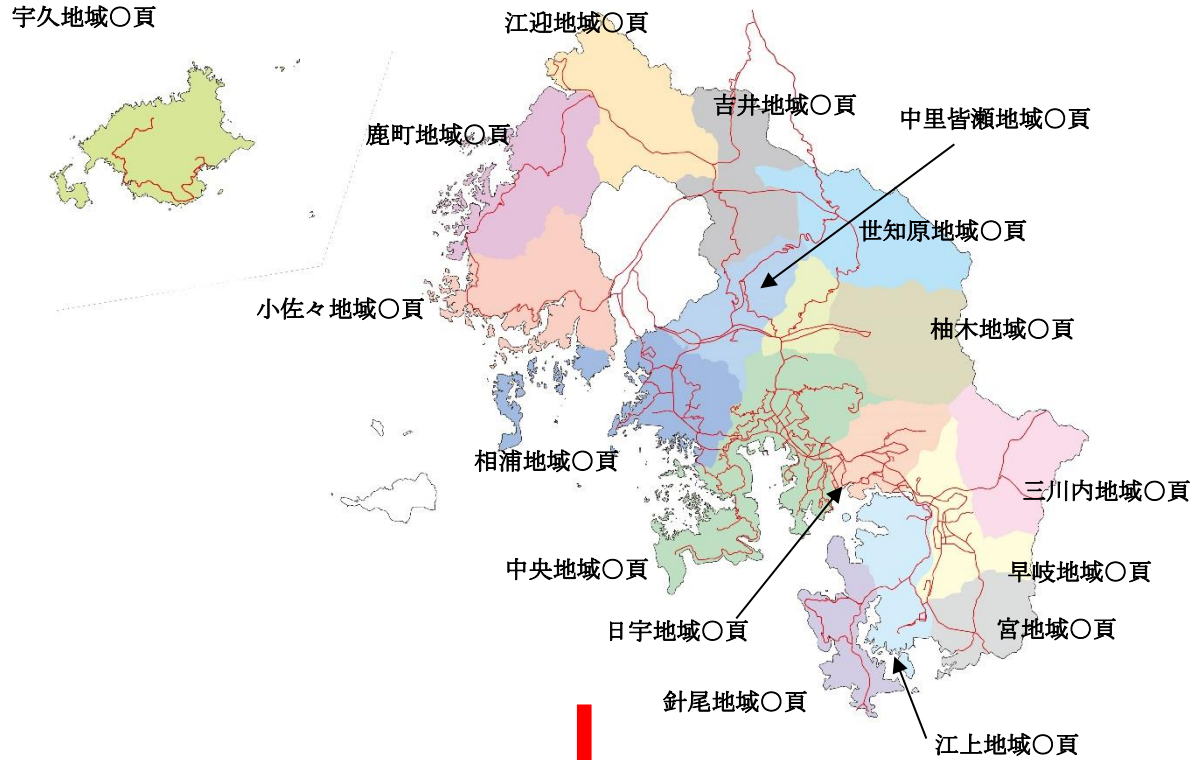 宇久地域〇頁
江迎地域〇頁
吉井地域〇頁
中里皆瀬地域〇頁
鹿町地域〇頁
世知原地域〇頁
小佐々地域〇頁
柚木地域〇頁
相浦地域〇頁
三川内地域〇頁
中央地域〇頁
早岐地域〇頁
日宇地域〇頁
宮地域〇頁
針尾地域〇頁
江上地域〇頁